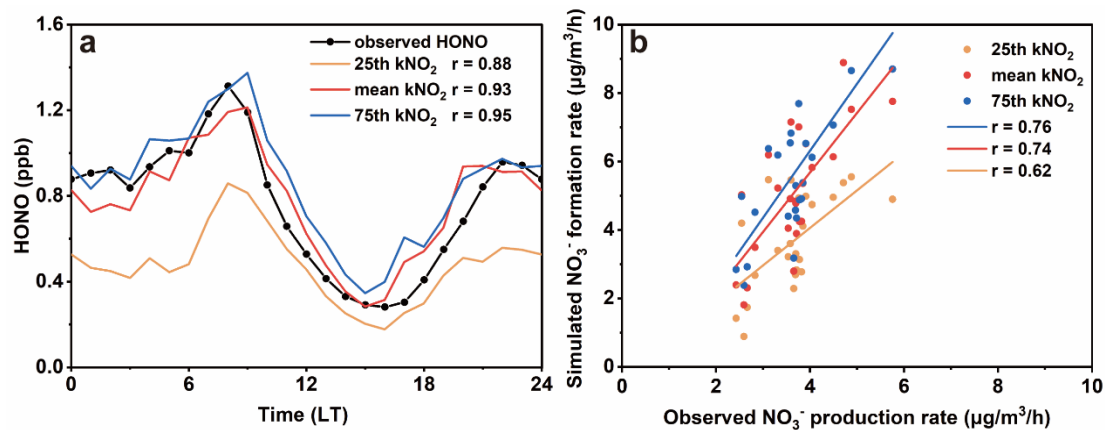 a
observed HONO
25th kNO₂ r = 0.88
mean kNO₂ r = 0.93
75th kNO₂ r = 0.95
HONO (ppb)
1.6
1.2
0.8
0.4
0.0
0 6 12 18 24
Time (LT)
b
25th kNO₂
mean kNO₂
75th kNO₂
r = 0.76
r = 0.74
r = 0.62
Simulated NO₃⁻ formation rate (μg/m³/h)
10
8
6
4
2
0
0 2 4 6 8 10
Observed NO₃⁻ production rate (μg/m³/h)